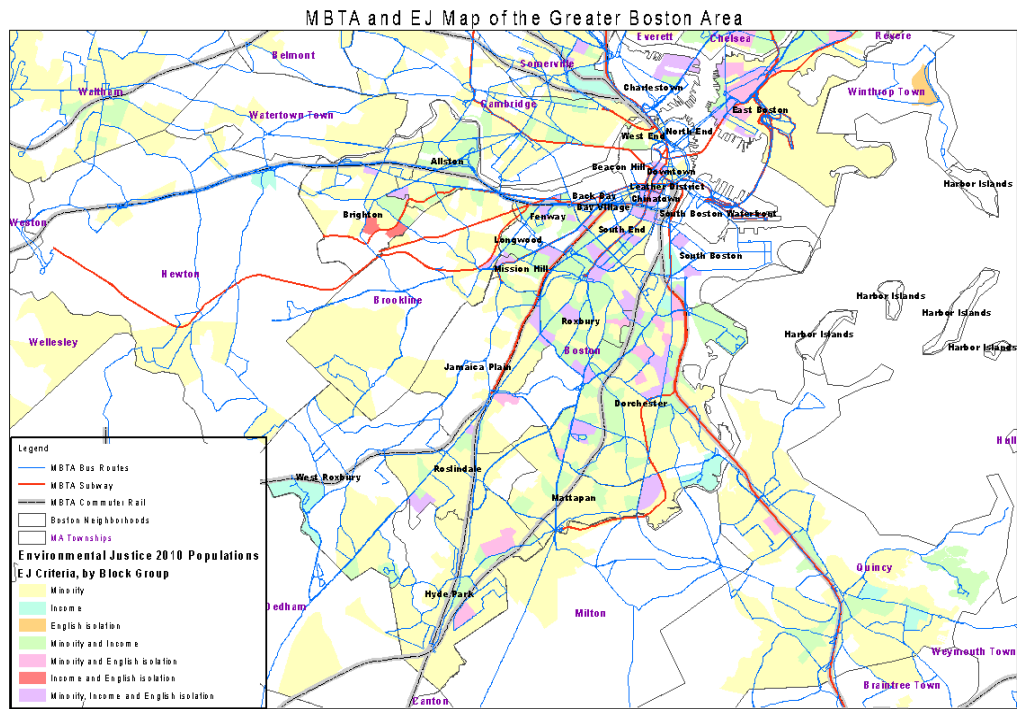 MBTA and EJ Map of the Greater Boston Area
Everett
Chelsea
Revere
Belmont
Somerville
Waltham
Charlestown
Winthrop Town
Cambridge
East Boston
Watertown Town
West End
North End
Allston
Beacon Hill
Downtown
Harbor Islands
Leather District
Back Bay
Chinatown
Bay Village
Weston
Brighton
Fenway
South Boston Waterfront
South End
Longwood
South Boston
Newton
Mission Hill
Brookline
Harbor Islands
Harbor Islands
Roxbury
Harbor Islands
Wellesley
Boston
Harbor Islands
Jamaica Plain
Dorchester
Hull
Roslindale
West Roxbury
Mattapan
Quincy
Hyde Park
Dedham
Milton
Weymouth Town
Braintree Town
Canton
Legend
MBTA Bus Routes
MBTA Subway
MBTA Commuter Rail
Boston Neighborhoods
MA Townships
Environmental Justice 2010 Populations
EJ Criteria, by Block Group
Minority
Income
English isolation
Minority and Income
Minority and English isolation
Income and English isolation
Minority, Income and English isolation